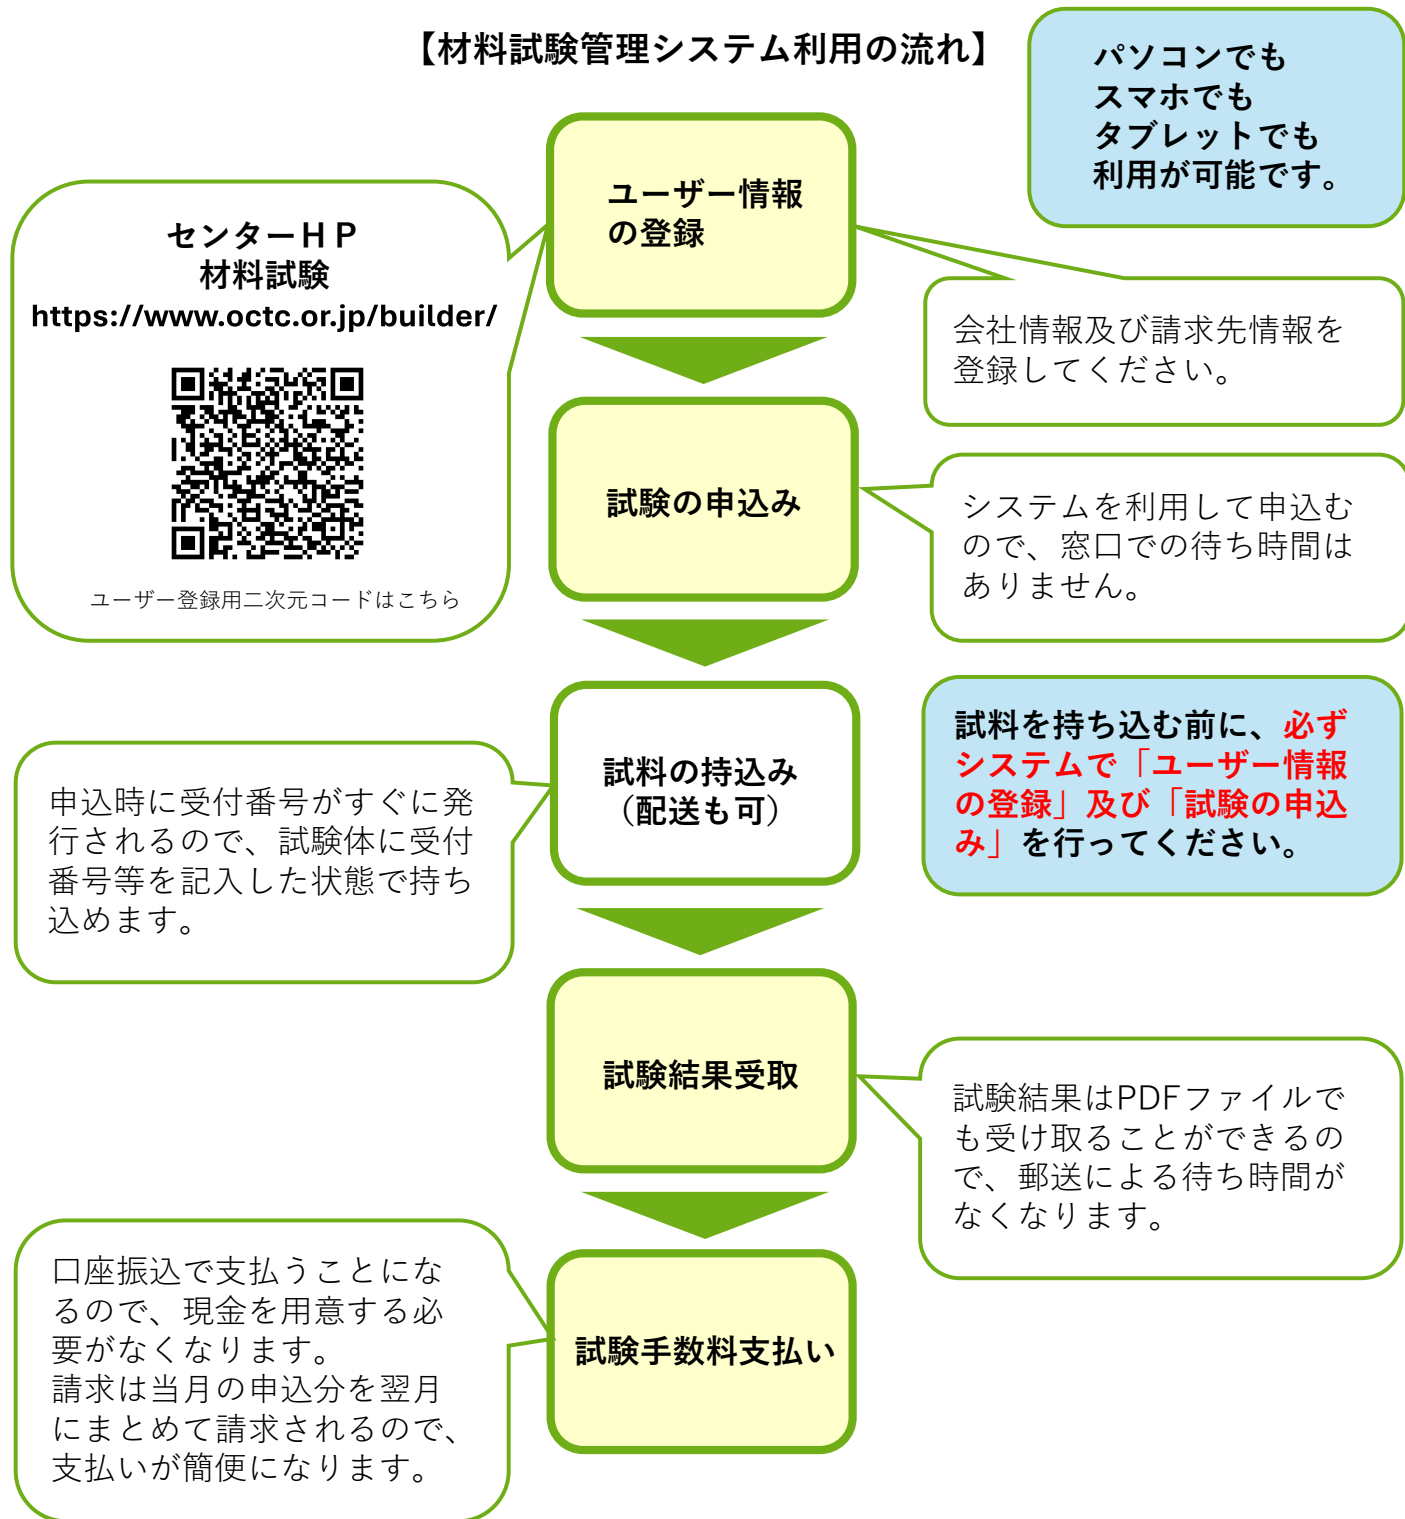 【材料試験管理システム利用の流れ】
パソコンでも
スマホでも
タブレットでも
利用が可能です。
ユーザー情報
の登録
センターＨＰ
材料試験
https://www.octc.or.jp/builder/
ユーザー登録用二次元コードはこちら
会社情報及び請求先情報を
登録してください。
試験の申込み
システムを利用して申込む
ので、窓口での待ち時間は
ありません。
試料の持込み
（配送も可）
試料を持ち込む前に、必ず
システムで「ユーザー情報
の登録」及び「試験の申込
み」を行ってください。
申込時に受付番号がすぐに発
行されるので、試験体に受付
番号等を記入した状態で持ち
込めます。
試験結果受取
試験結果はPDFファイルで
も受け取ることができるの
で、郵送による待ち時間が
なくなります。
試験手数料支払い
口座振込で支払うことにな
るので、現金を用意する必
要がなくなります。
請求は当月の申込分を翌月
にまとめて請求されるので、
支払いが簡便になります。